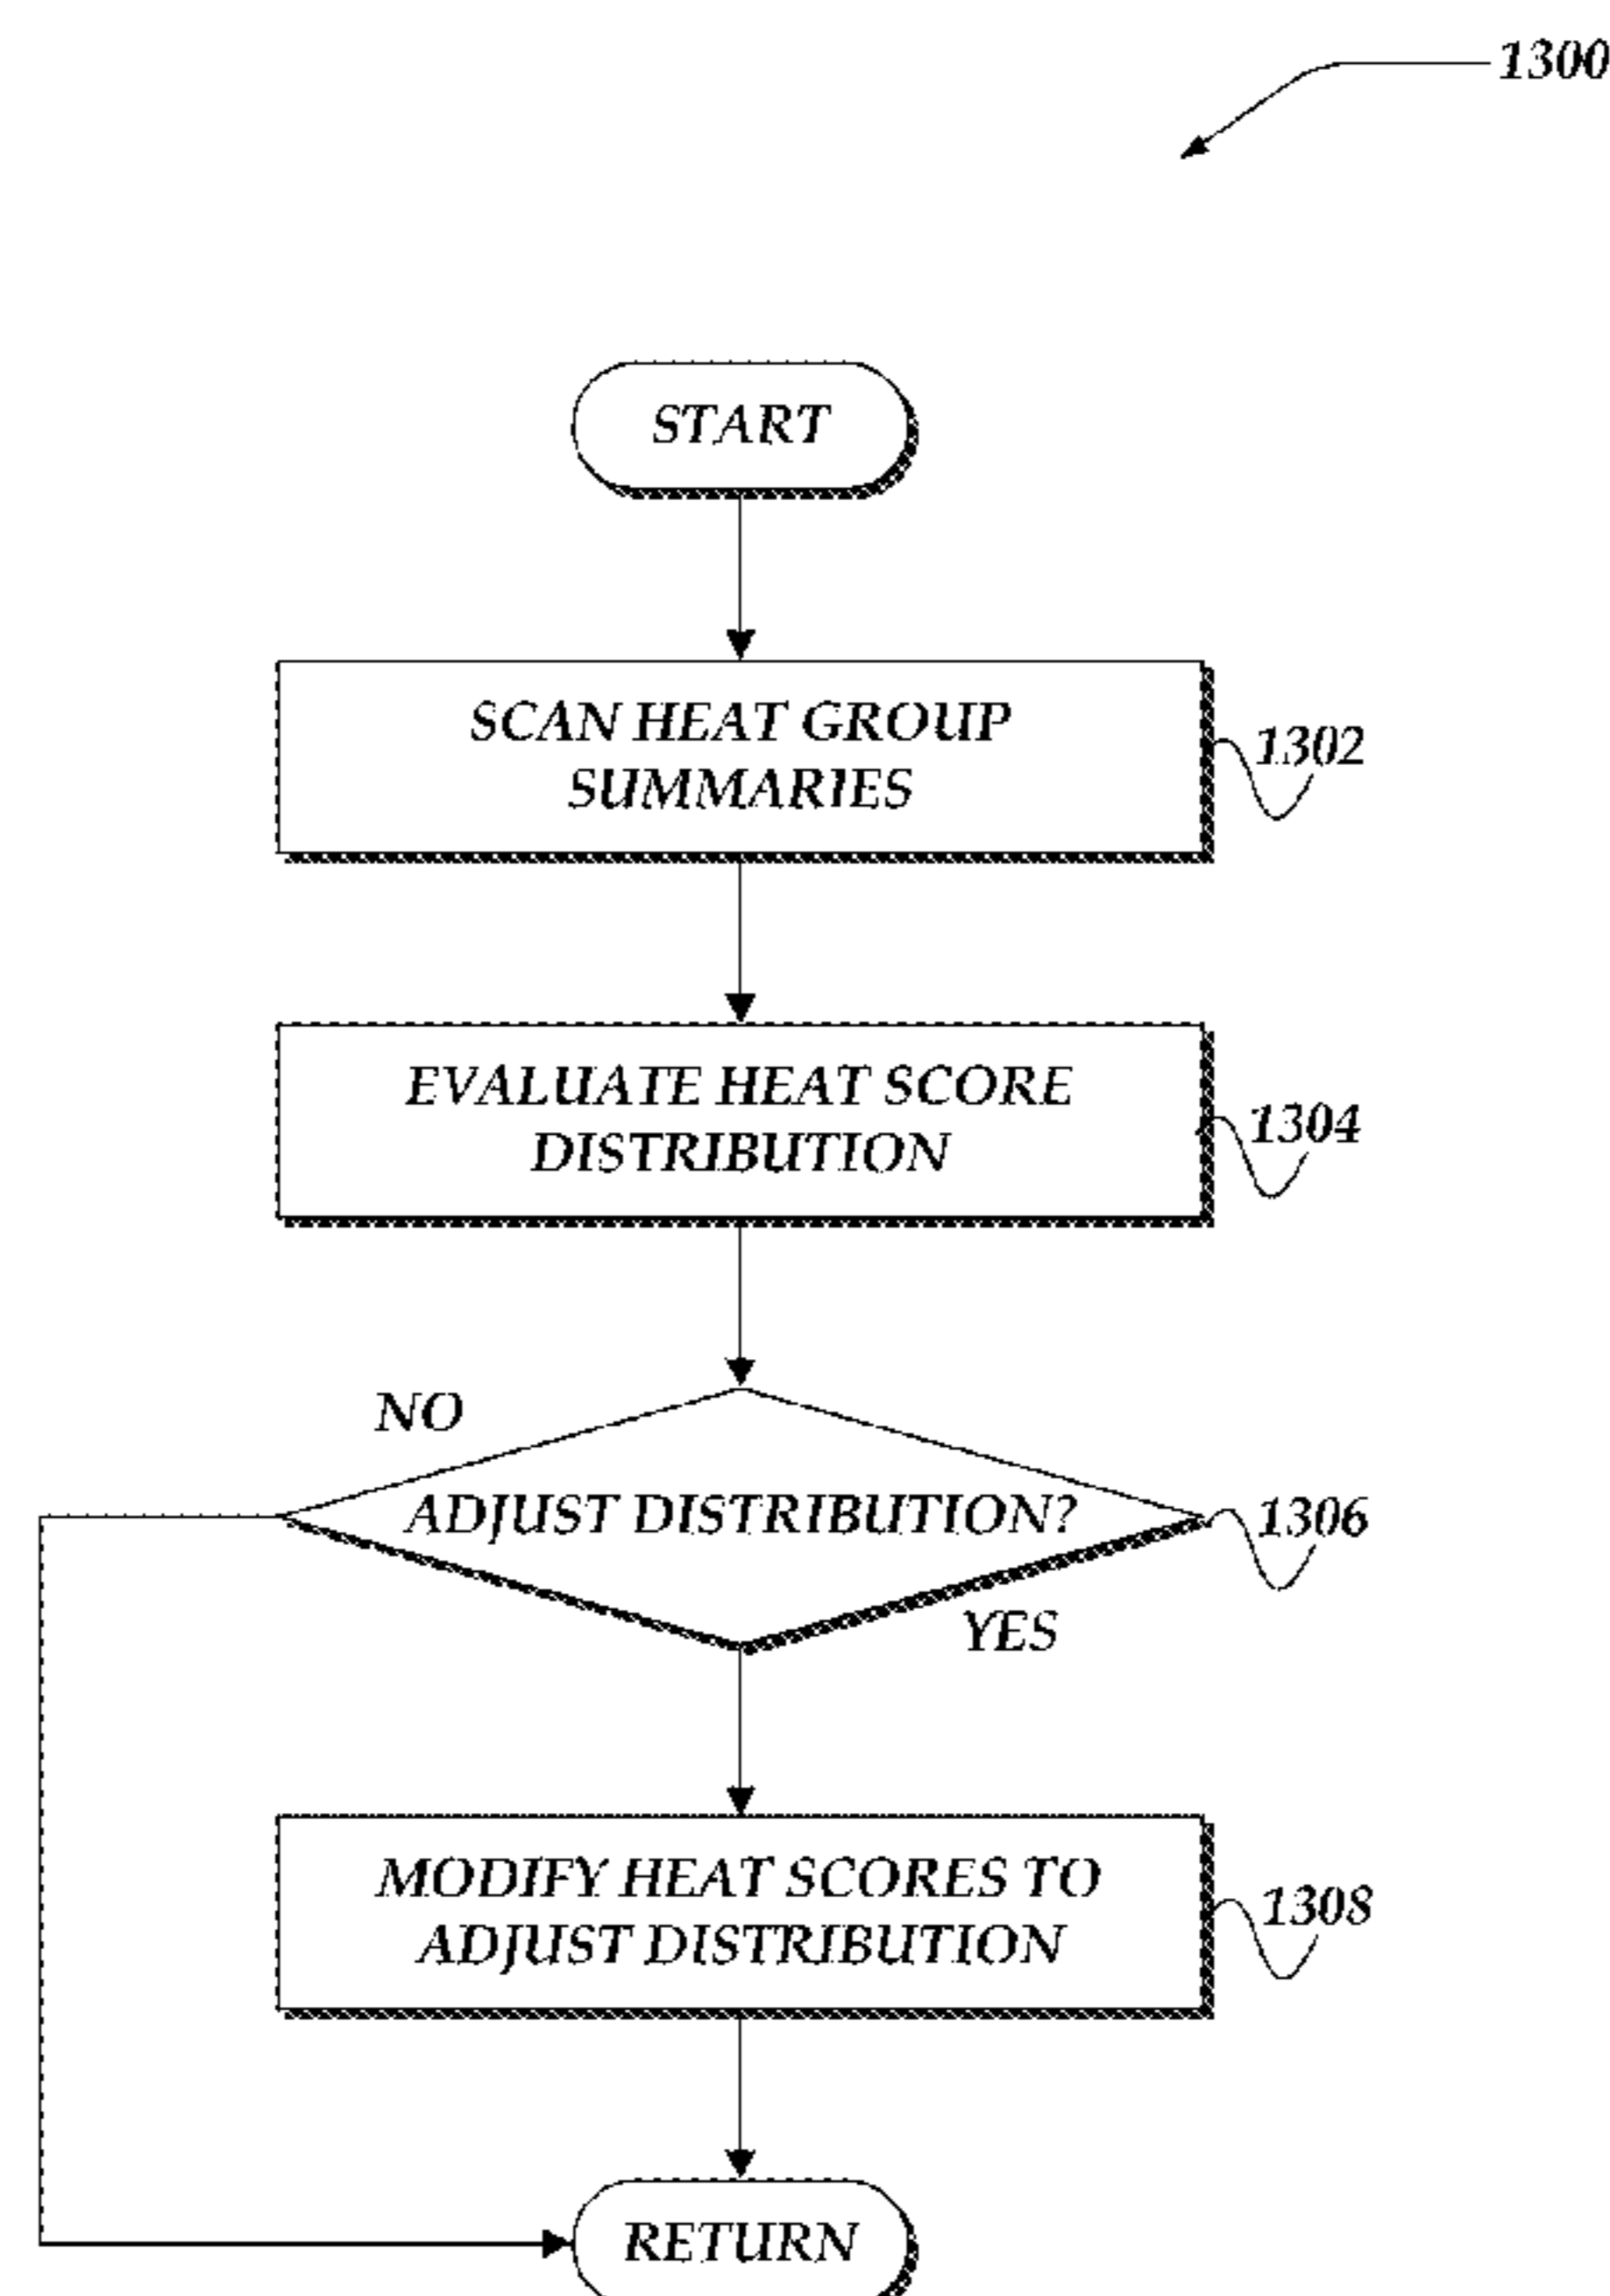 1300
START
SCAN HEAT GROUP
SUMMARIES
1302
EVALUATE HEAT SCORE
DISTRIBUTION
1304
NO
ADJUST DISTRIBUTION?
1306
YES
MODIFY HEAT SCORES TO
ADJUST DISTRIBUTION
1308
RETURN